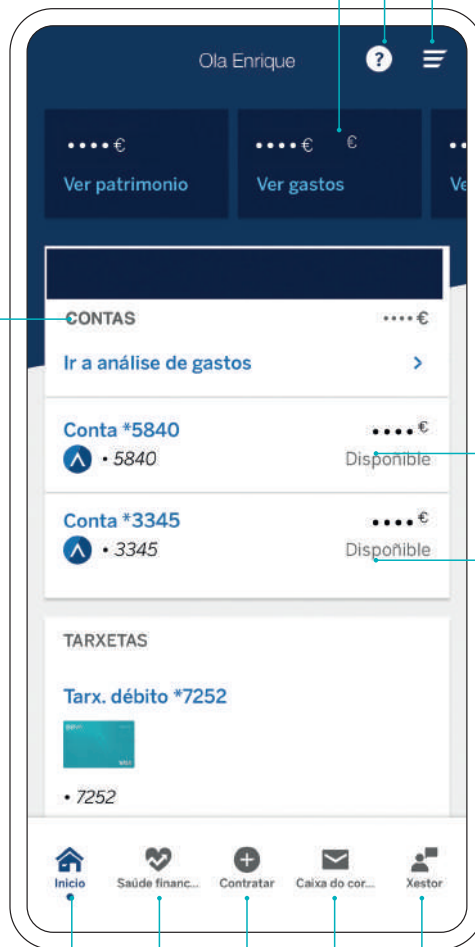 Ola Enrique
?
••••€
••••€ €
Ver patrimonio
Ver gastos
Ve
CONTAS ••••€
Ir a análise de gastos >
Conta *5840 ••••€
• 5840 Dispoñible
Conta *3345 ••••€
• 3345 Dispoñible
TARXETAS
Tarx. débito *7252
• 7252
Inicio
Saúde financ...
Contratar
Caixa do cor...
Xestor